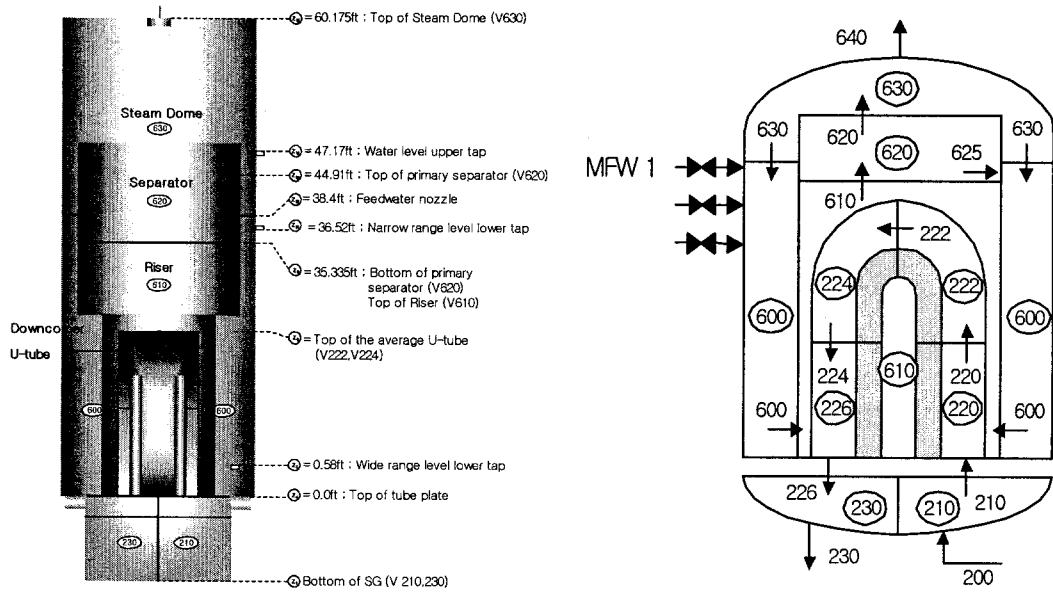 = 60.175ft : Top of Steam Dome (V630)
Steam Dome
630
= 47.17ft : Water level upper tap
= 44.91ft : Top of primary separator (V620)
Separator
620
= 38.4ft : Feedwater nozzle
= 36.52ft : Narrow range level lower tap
Riser
610
= 35.335ft : Bottom of primary
separator (V620)
Top of Riser (V610)
Downcomer
= Top of the average U-tube
(V222,V224)
U-tube
600
600
= 0.58ft : Wide range level lower tap
= 0.0ft : Top of tube plate
230
210
Bottom of SG (V 210,230)
640
630
630
620
630
MFW 1
620
625
610
222
224
222
600
600
224
610
220
600
226
220
600
226
230
210
210
230
200